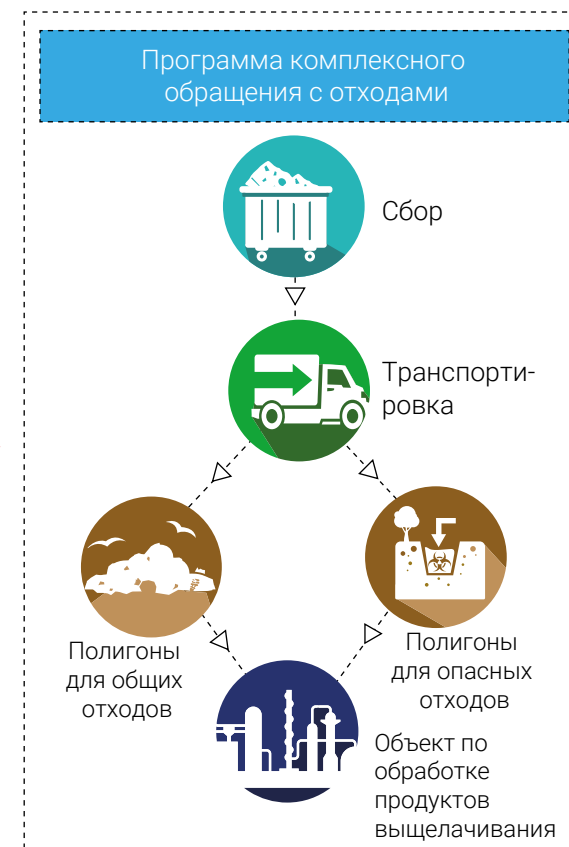 Программа комплексного
обращения с отходами
Сбор
Транспорти-
ровка
Полигоны
для общих
отходов
Полигоны
для опасных
отходов
Объект по
обработке
продуктов
выщелачивания